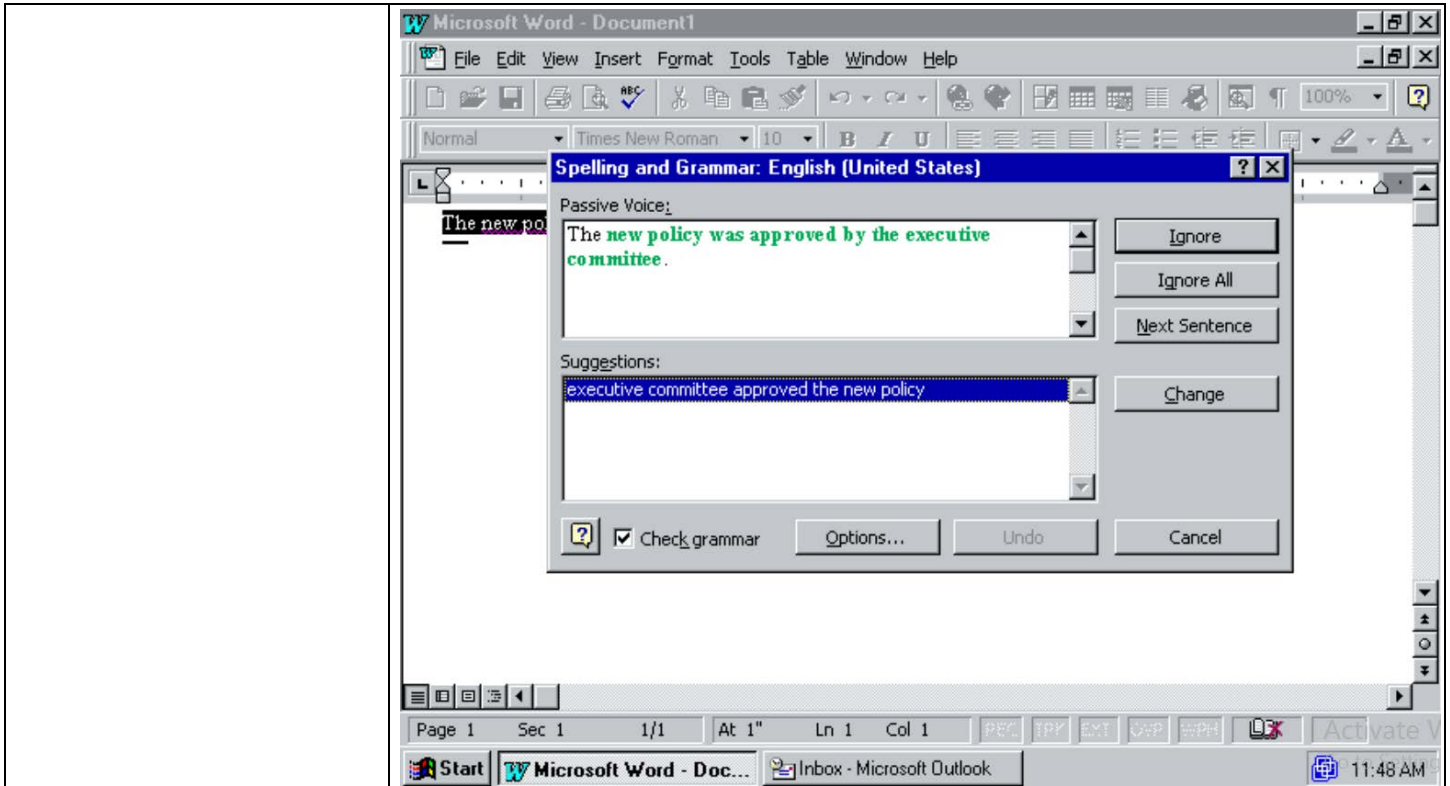 Microsoft Word - Document1
File Edit View Insert Format Tools Table Window Help
ABC 100%
Normal Times New Roman 10 B I U A
Spelling and Grammar: English (United States)
The new pol
Passive Voice:
The new policy was approved by the executive
committee.
Ignore
Ignore All
Next Sentence
Suggestions:
executive committee approved the new policy
Change
Check grammar Options... Undo Cancel
Page 1 Sec 1 1/1 At 1" Ln 1 Col 1 REC TRK EXT OVR WPH Activate
Start Microsoft Word - Doc... Inbox - Microsoft Outlook 11:48 AM